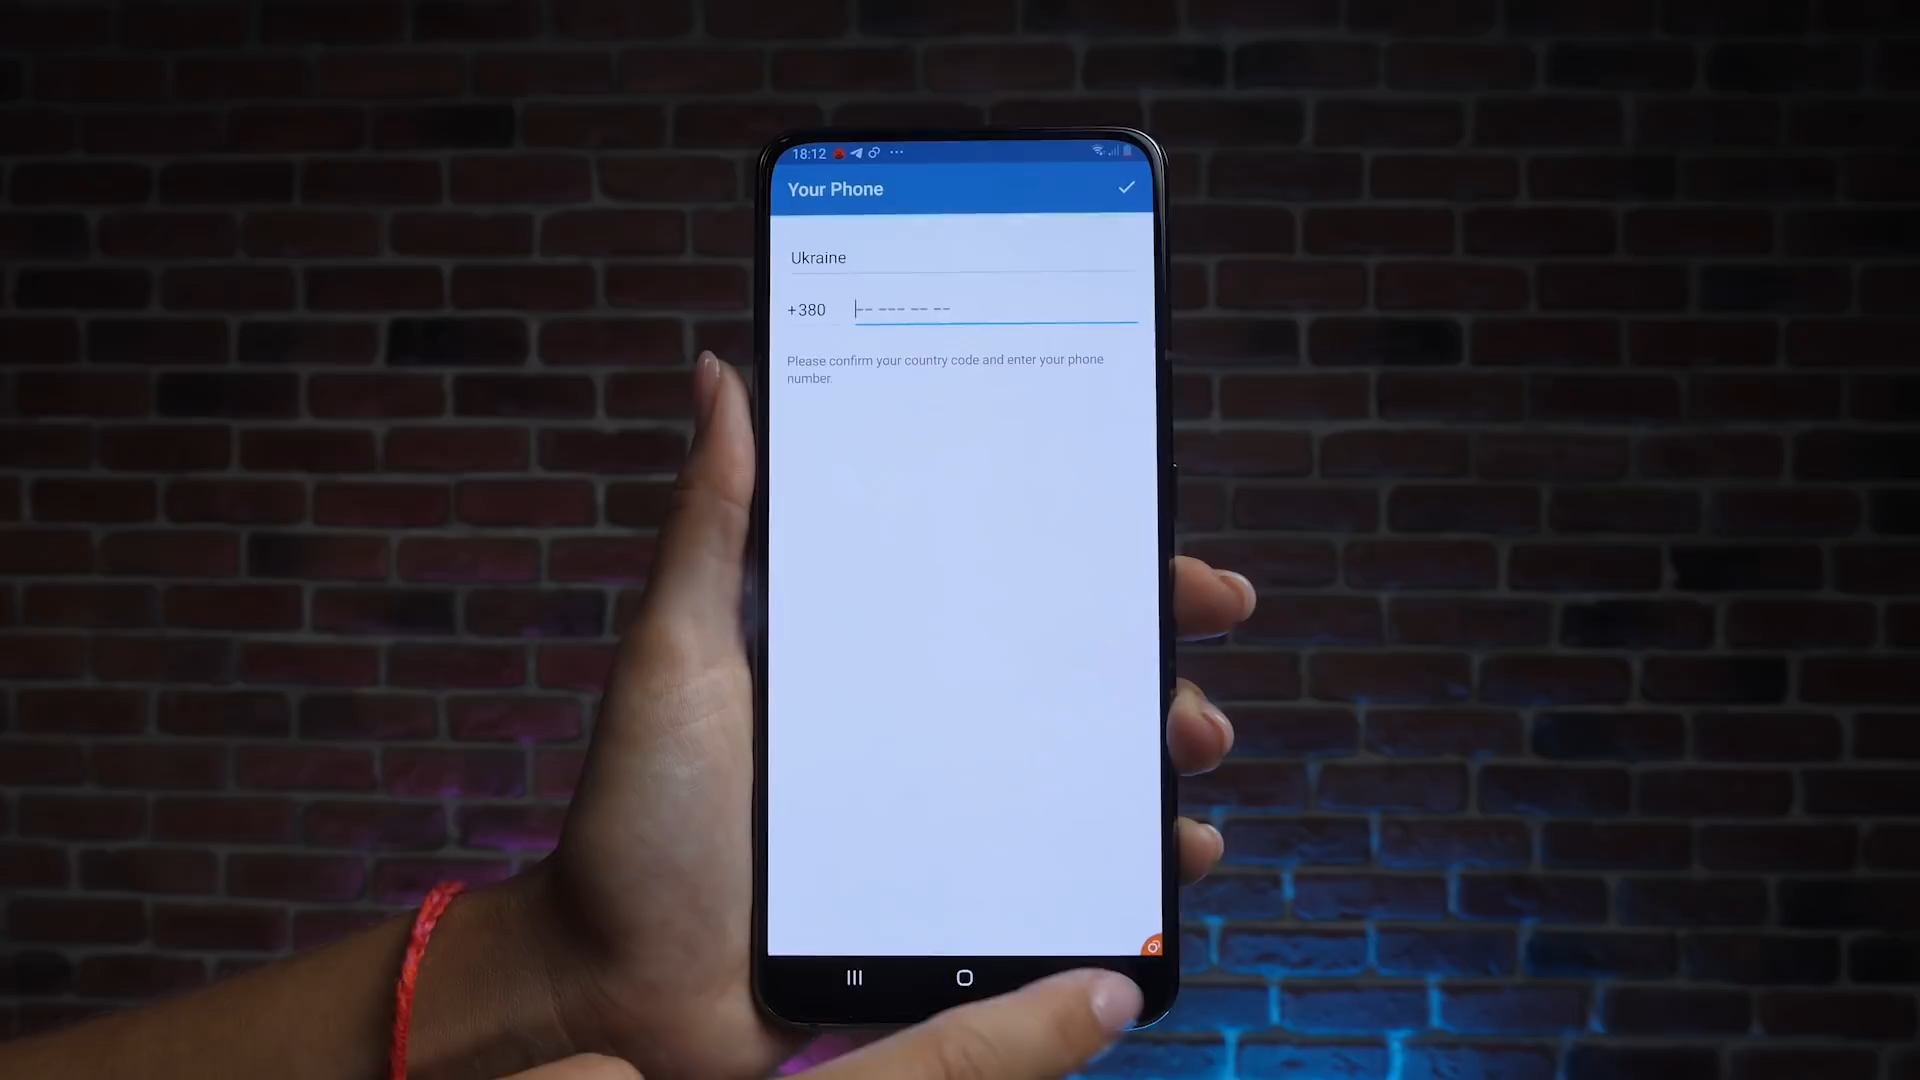 18:12
Your Phone
Ukraine
+380 -- --- -- --
Please confirm your country code and enter your phone
number.